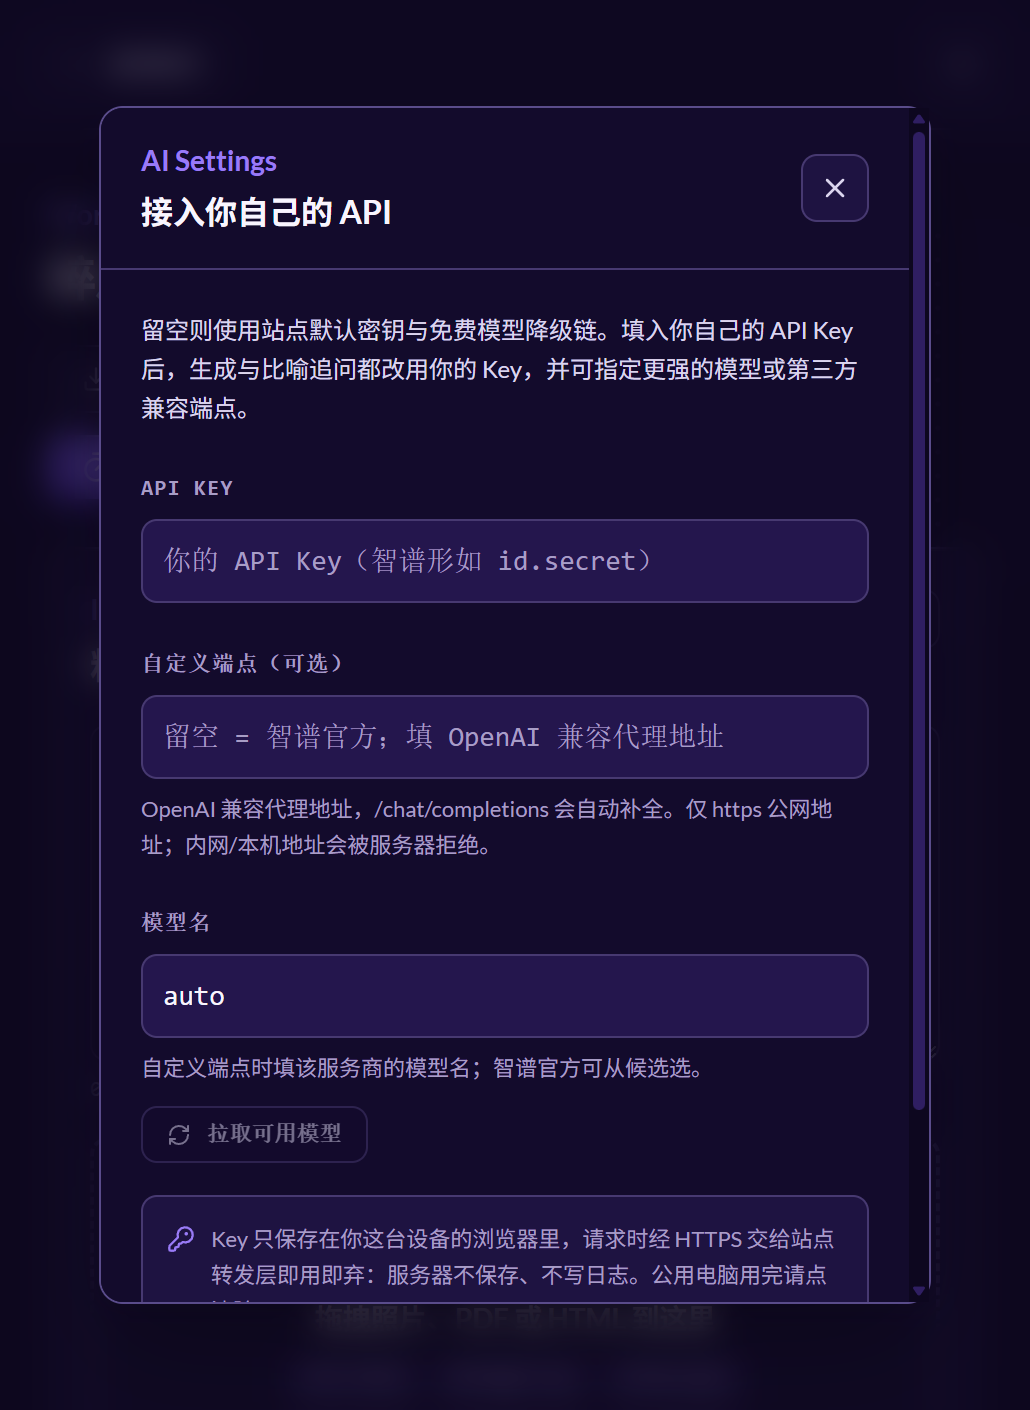 AI Settings
接入你自己的 API
留空则使用站点默认密钥与免费模型降级链。填入你自己的 API Key
后，生成与比喻追问都改用你的 Key，并可指定更强的模型或第三方
兼容端点。
API KEY
你的 API Key（智谱形如 id.secret）
自定义端点（可选）
留空 = 智谱官方；填 OpenAI 兼容代理地址
OpenAI 兼容代理地址，/chat/completions 会自动补全。仅 https 公网地
址；内网/本机地址会被服务器拒绝。
模型名
auto
自定义端点时填该服务商的模型名；智谱官方可从候选选。
拉取可用模型
Key 只保存在你这台设备的浏览器里，请求时经 HTTPS 交给站点
转发层即用即弃：服务器不保存、不写日志。公用电脑用完请点
拖拽照片、PDF 或 HTML 到这里